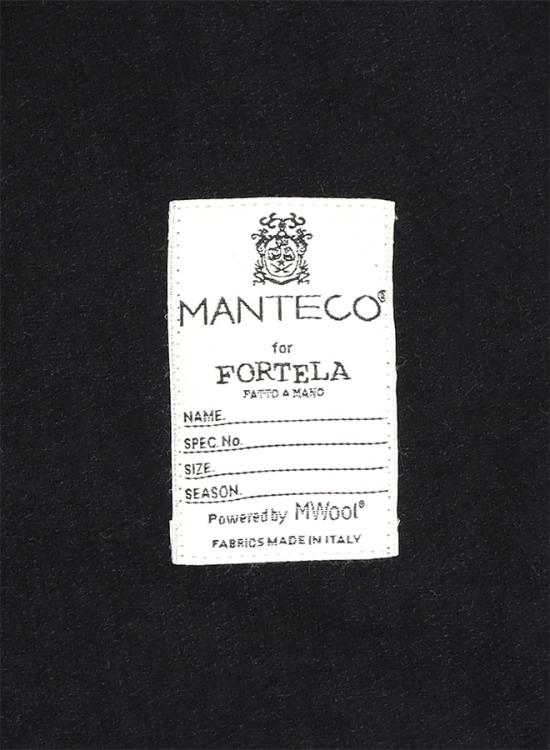 MANTECO®
for
FORTELA
FATTO A MANO
NAME.
SPEC. No.
SIZE.
SEASON.
Powered by MWool®
FABRICS MADE IN ITALY